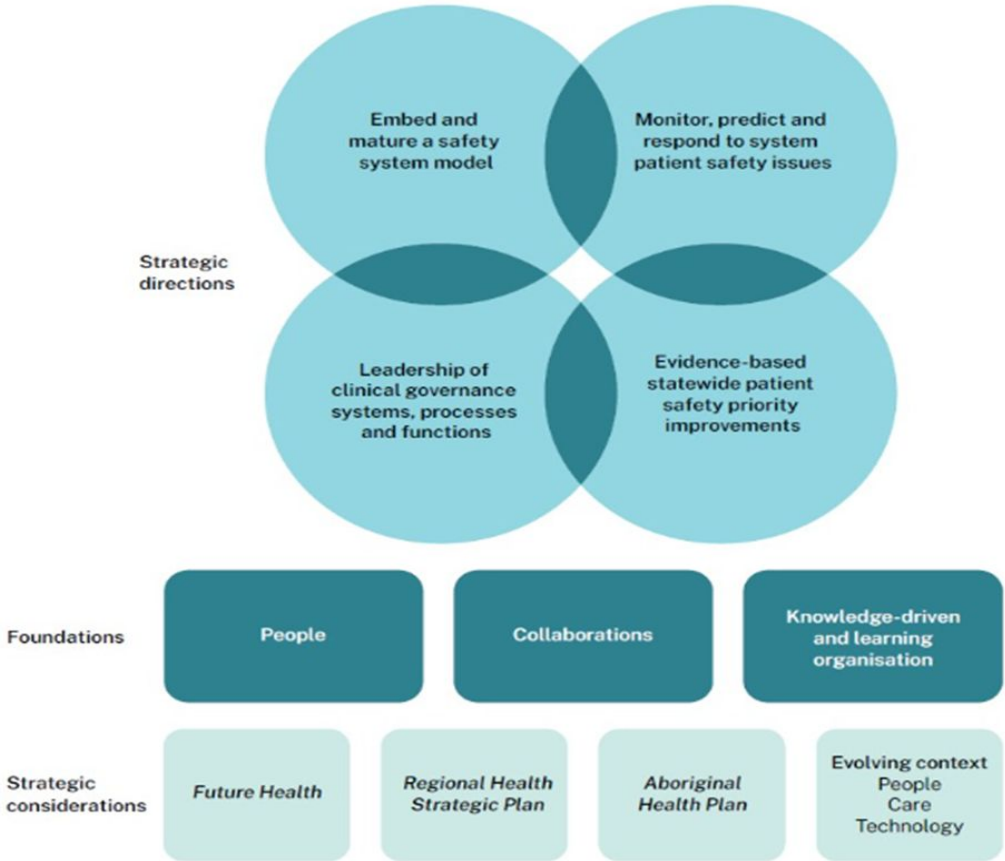 Embed and
mature a safety
system model
Monitor, predict and
respond to system
patient safety issues
Strategic
directions
Leadership of
clinical governance
systems, processes
and functions
Evidence-based
statewide patient
safety priority
improvements
Foundations
People
Collaborations
Knowledge-driven
and learning
organisation
Strategic
considerations
Future Health
Regional Health
Strategic Plan
Aboriginal
Health Plan
Evolving context
People
Care
Technology